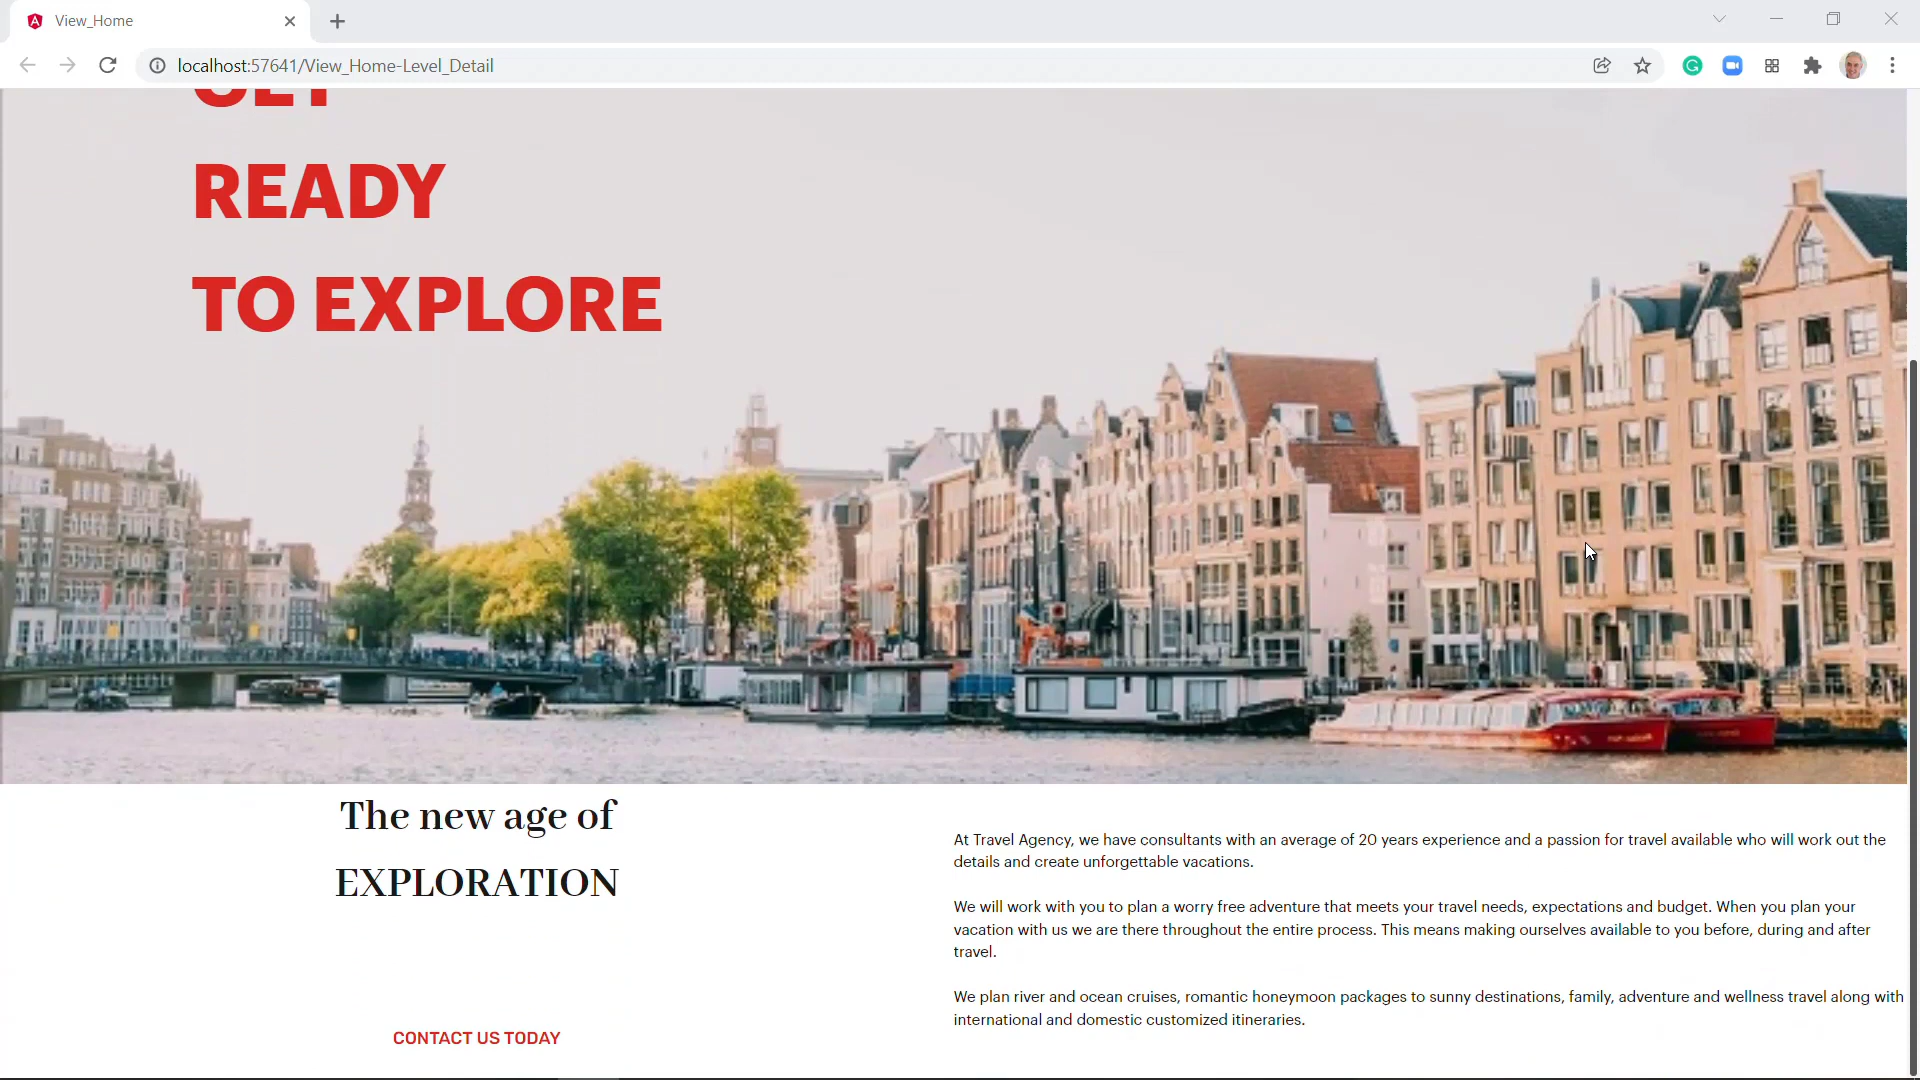 View_Home
localhost:57641/View_Home-Level_Detail
GET
READY
TO EXPLORE
The new age of
EXPLORATION
CONTACT US TODAY
At Travel Agency, we have consultants with an average of 20 years experience and a passion for travel available who will work out the
details and create unforgettable vacations.
We will work with you to plan a worry free adventure that meets your travel needs, expectations and budget. When you plan your
vacation with us we are there throughout the entire process. This means making ourselves available to you before, during and after
travel.
We plan river and ocean cruises, romantic honeymoon packages to sunny destinations, family, adventure and wellness travel along with
international and domestic customized itineraries.